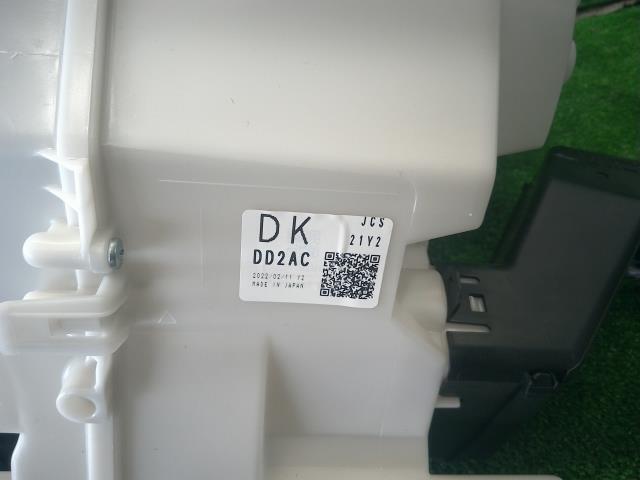 DK JCS
DD2AC 21Y2
2022/02/11 Y2
MADE IN JAPAN